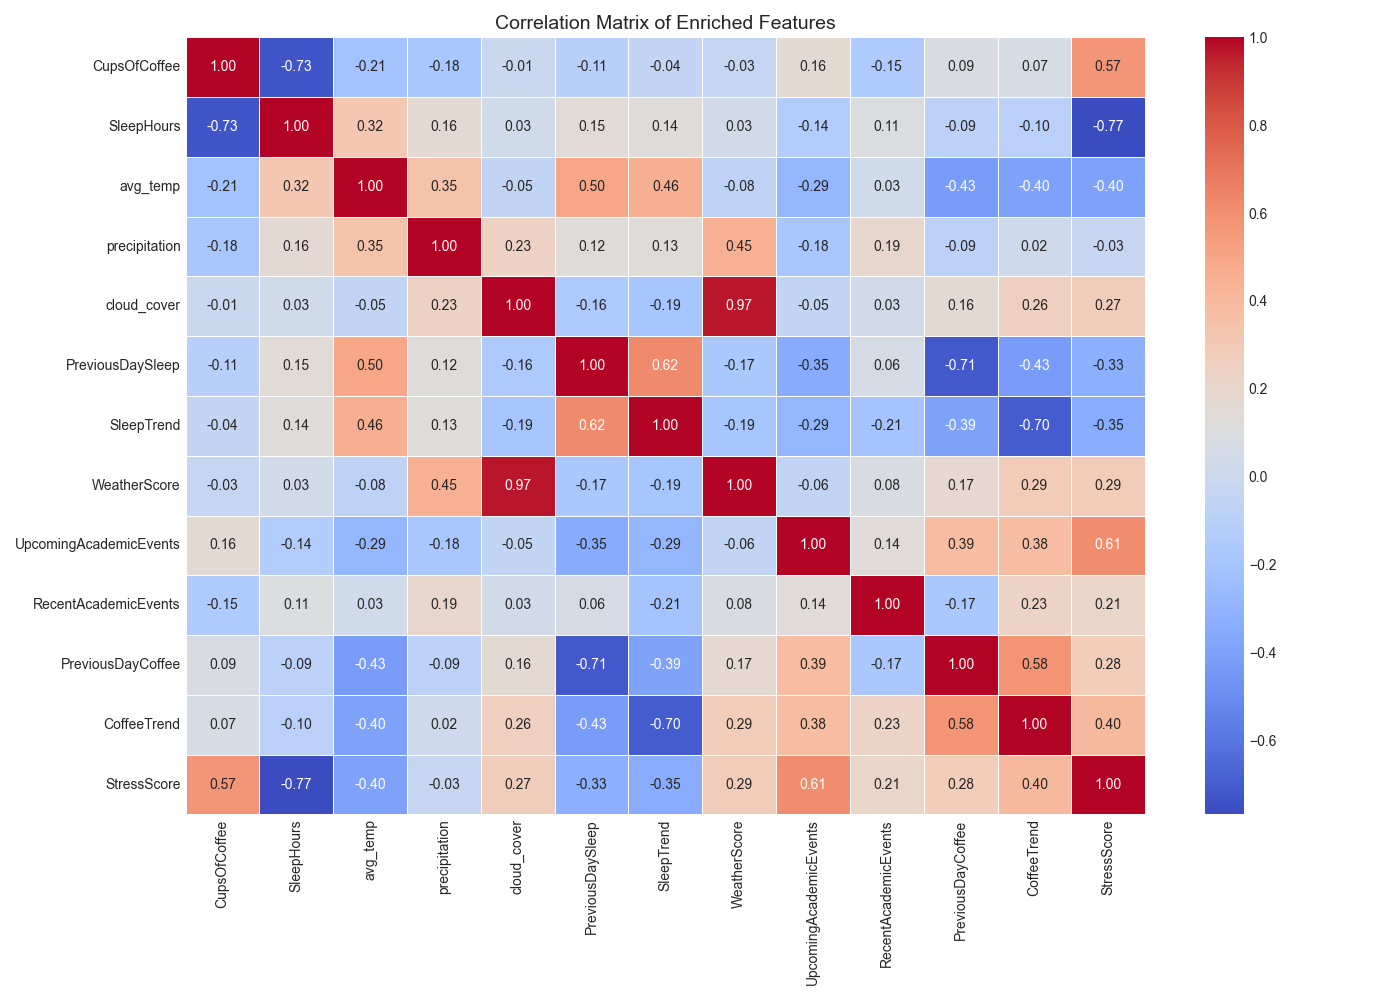 Correlation Matrix of Enriched Features
CupsOfCoffee 1.00 -0.73 -0.21 -0.18 -0.01 -0.11 -0.04 -0.03 0.16 -0.15 0.09 0.07 0.57
SleepHours -0.73 1.00 0.32 0.16 0.03 0.15 0.14 0.03 -0.14 0.11 -0.09 -0.10 -0.77
avg_temp -0.21 0.32 1.00 0.35 -0.05 0.50 0.46 -0.08 -0.29 0.03 -0.43 -0.40 -0.40
precipitation -0.18 0.16 0.35 1.00 0.23 0.12 0.13 0.45 -0.18 0.19 -0.09 0.02 -0.03
cloud_cover -0.01 0.03 -0.05 0.23 1.00 -0.16 -0.19 0.97 -0.05 0.03 0.16 0.26 0.27
PreviousDaySleep -0.11 0.15 0.50 0.12 -0.16 1.00 0.62 -0.17 -0.35 0.06 -0.71 -0.43 -0.33
SleepTrend -0.04 0.14 0.46 0.13 -0.19 0.62 1.00 -0.19 -0.29 -0.21 -0.39 -0.70 -0.35
WeatherScore -0.03 0.03 -0.08 0.45 0.97 -0.17 -0.19 1.00 -0.06 0.08 0.17 0.29 0.29
UpcomingAcademicEvents 0.16 -0.14 -0.29 -0.18 -0.05 -0.35 -0.29 -0.06 1.00 0.14 0.39 0.38 0.61
RecentAcademicEvents -0.15 0.11 0.03 0.19 0.03 0.06 -0.21 0.08 0.14 1.00 -0.17 0.23 0.21
PreviousDayCoffee 0.09 -0.09 -0.43 -0.09 0.16 -0.71 -0.39 0.17 0.39 -0.17 1.00 0.58 0.28
CoffeeTrend 0.07 -0.10 -0.40 0.02 0.26 -0.43 -0.70 0.29 0.38 0.23 0.58 1.00 0.40
StressScore 0.57 -0.77 -0.40 -0.03 0.27 -0.33 -0.35 0.29 0.61 0.21 0.28 0.40 1.00
CupsOfCoffee
SleepHours
avg_temp
precipitation
cloud_cover
PreviousDaySleep
SleepTrend
WeatherScore
UpcomingAcademicEvents
RecentAcademicEvents
PreviousDayCoffee
CoffeeTrend
StressScore
1.0
0.8
0.6
0.4
0.2
0.0
−0.2
−0.4
−0.6